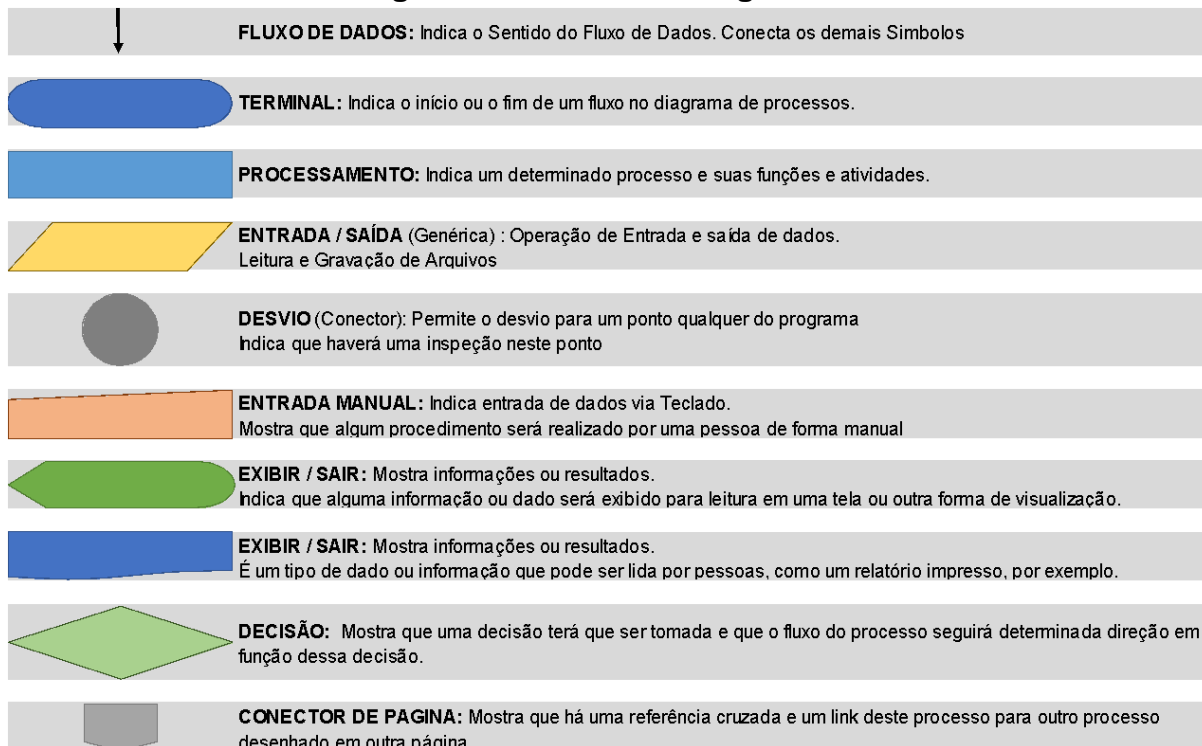 FLUXO DE DADOS: Indica o Sentido do Fluxo de Dados. Conecta os demais Simbolos
TERMINAL: Indica o início ou o fim de um fluxo no diagrama de processos.
PROCESSAMENTO: Indica um determinado processo e suas funções e atividades.
ENTRADA / SAÍDA (Genérica) : Operação de Entrada e saída de dados.
Leitura e Gravação de Arquivos
DESVIO (Conector): Permite o desvio para um ponto qualquer do programa
Indica que haverá uma inspeção neste ponto
ENTRADA MANUAL: Indica entrada de dados via Teclado.
Mostra que algum procedimento será realizado por uma pessoa de forma manual
EXIBIR / SAIR: Mostra informações ou resultados.
Indica que alguma informação ou dado será exibido para leitura em uma tela ou outra forma de visualização.
EXIBIR / SAIR: Mostra informações ou resultados.
É um tipo de dado ou informação que pode ser lida por pessoas, como um relatório impresso, por exemplo.
DECISÃO: Mostra que uma decisão terá que ser tomada e que o fluxo do processo seguirá determinada direção em
função dessa decisão.
CONECTOR DE PAGINA: Mostra que há uma referência cruzada e um link deste processo para outro processo
desenhado em outra página